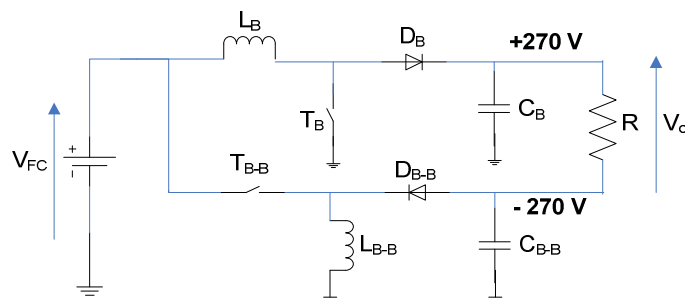 L_B
D_B
+270 V
T_B
C_B
R
V_o
V_FC
+
-
T_B-B
D_B-B
- 270 V
L_B-B
C_B-B